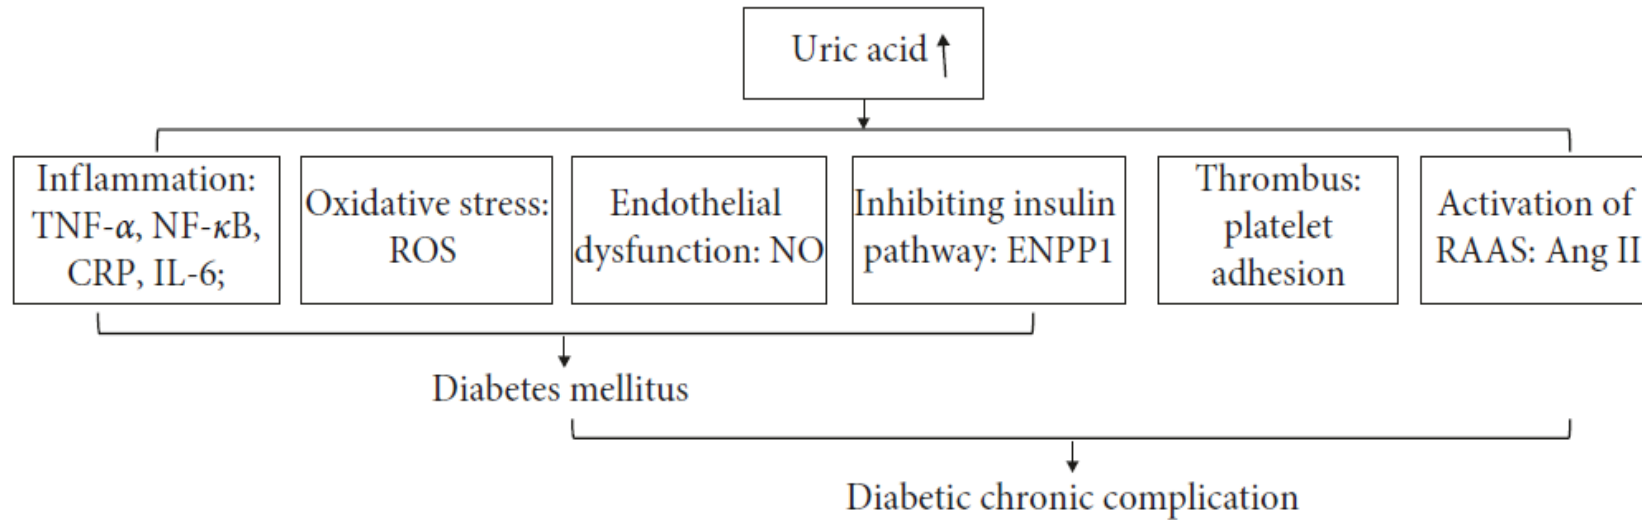 Uric acid ↑
Inflammation:
TNF-α, NF-κB,
CRP, IL-6;
Oxidative stress:
ROS
Endothelial
dysfunction: NO
Inhibiting insulin
pathway: ENPP1
Thrombus:
platelet
adhesion
Activation of
RAAS: Ang II
Diabetes mellitus
Diabetic chronic complication